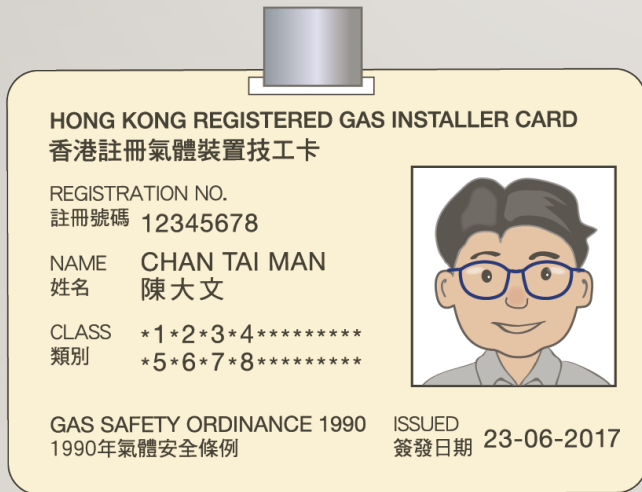 HONG KONG REGISTERED GAS INSTALLER CARD
香港註冊氣體裝置技工卡
REGISTRATION NO.
註冊號碼 12345678
NAME CHAN TAI MAN
姓名 陳大文
CLASS *1*2*3*4*********
類別 *5*6*7*8*********
GAS SAFETY ORDINANCE 1990
1990年氣體安全條例
ISSUED
簽發日期 23-06-2017